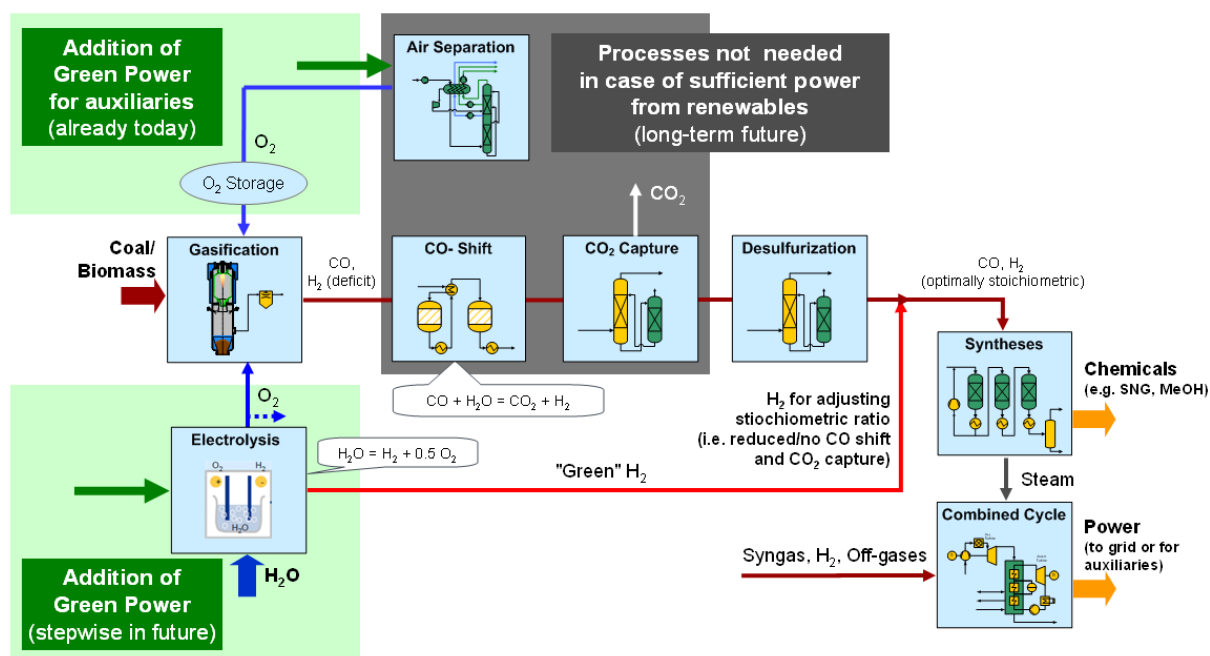 Addition of
Green Power
for auxiliaries
(already today)
Air Separation
Processes not needed
in case of sufficient power
from renewables
(long-term future)
O₂
O₂ Storage
CO₂
Coal/
Biomass
Gasification
CO,
H₂ (deficit)
CO- Shift
CO₂ Capture
Desulfurization
CO, H₂
(optimally stoichiometric)
CO + H₂O = CO₂ + H₂
Syntheses
Chemicals
(e.g. SNG, MeOH)
O₂
Electrolysis
H₂O = H₂ + 0.5 O₂
O₂
H₂
H₂O
H₂ for adjusting
stiochiometric ratio
(i.e. reduced/no CO shift
and CO₂ capture)
"Green" H₂
Steam
Combined Cycle
Power
(to grid or for
auxiliaries)
Syngas, H₂, Off-gases
H₂O
Addition of
Green Power
(stepwise in future)